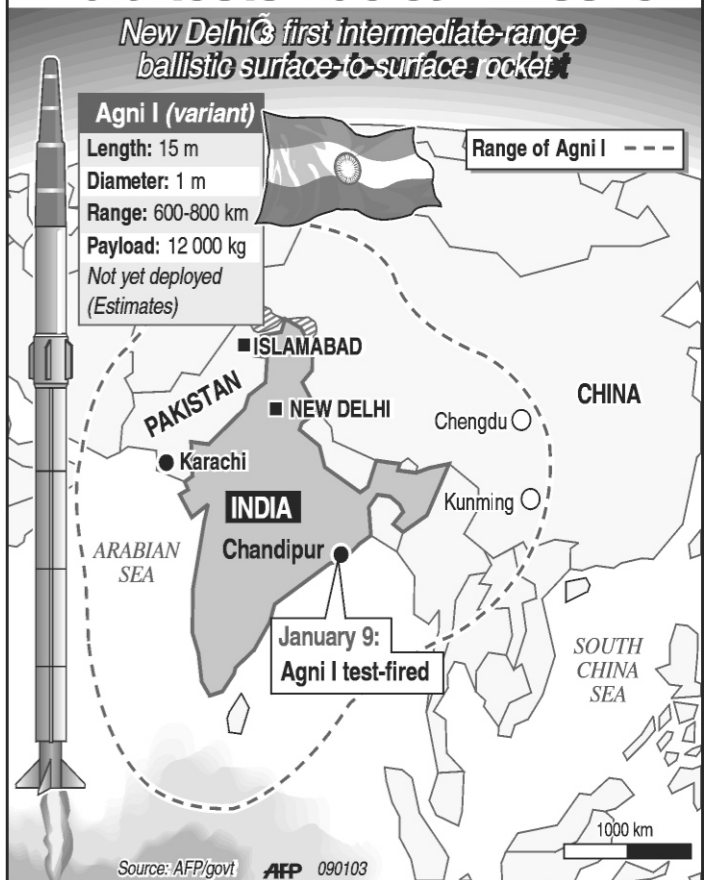 New Delhiõs first intermediate-range
ballistic surface-to-surface rocket
Agni I (variant)
Length: 15 m
Diameter: 1 m
Range: 600-800 km
Payload: 12 000 kg
Not yet deployed
(Estimates)
Range of Agni I
ISLAMABAD
PAKISTAN
NEW DELHI
CHINA
Chengdu
Karachi
Kunming
INDIA
ARABIAN
SEA
Chandipur
January 9:
Agni I test-fired
SOUTH
CHINA
SEA
1000 km
Source: AFP/govt AFP 090103